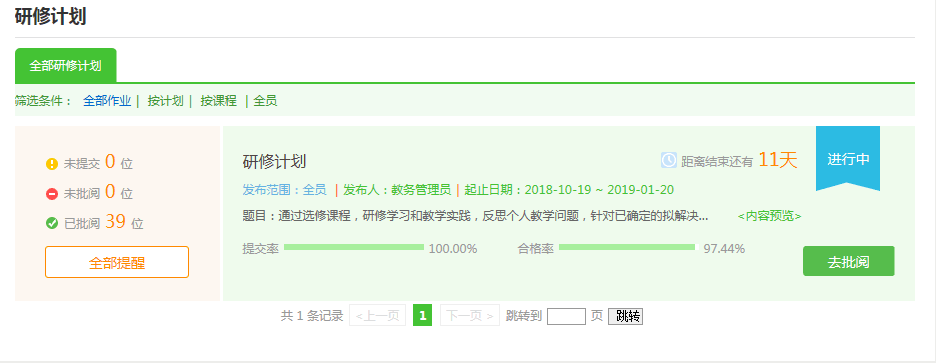 研修计划
全部研修计划
筛选条件： 全部作业 | 按计划 | 按课程 | 全员
未提交 0 位
未批阅 0 位
已批阅 39 位
全部提醒
研修计划
距离结束还有 11天
进行中
发布范围：全员 | 发布人：教务管理员 | 起止日期：2018-10-19 ~ 2019-01-20
题目：通过选修课程，研修学习和教学实践，反思个人教学问题，针对已确定的拟解决... <内容预览>
提交率 100.00% 合格率 97.44%
去批阅
共 1 条记录 <上一页 1 下一页 > 跳转到 页 跳转